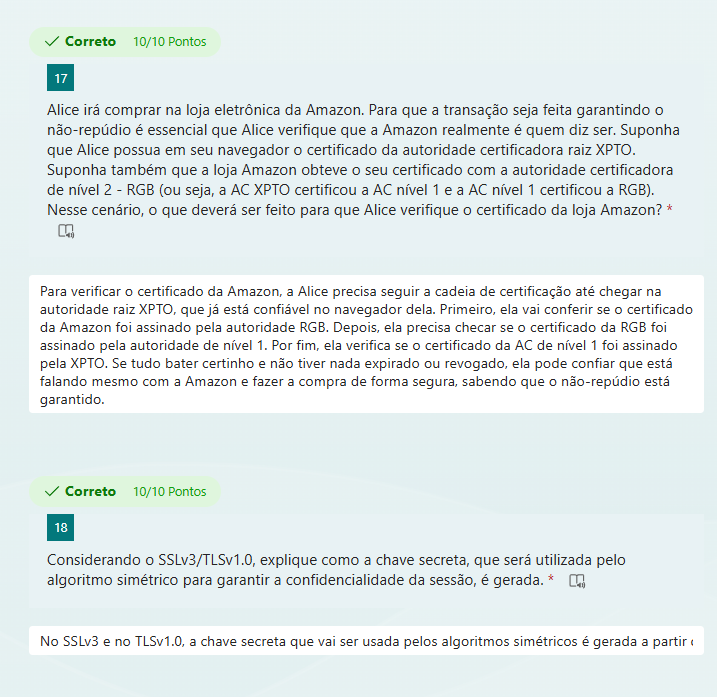 Correto 10/10 Pontos
17
Alice irá comprar na loja eletrônica da Amazon. Para que a transação seja feita garantindo o
não-repúdio é essencial que Alice verifique que a Amazon realmente é quem diz ser. Suponha
que Alice possua em seu navegador o certificado da autoridade certificadora raiz XPTO.
Suponha também que a loja Amazon obteve o seu certificado com a autoridade certificadora
de nível 2 - RGB (ou seja, a AC XPTO certificou a AC nível 1 e a AC nível 1 certificou a RGB).
Nesse cenário, o que deverá ser feito para que Alice verifique o certificado da loja Amazon? *
Para verificar o certificado da Amazon, a Alice precisa seguir a cadeia de certificação até chegar na
autoridade raiz XPTO, que já está confiável no navegador dela. Primeiro, ela vai conferir se o certificado
da Amazon foi assinado pela autoridade RGB. Depois, ela precisa checar se o certificado da RGB foi
assinado pela autoridade de nível 1. Por fim, ela verifica se o certificado da AC de nível 1 foi assinado
pela XPTO. Se tudo bater certinho e não tiver nada expirado ou revogado, ela pode confiar que está
falando mesmo com a Amazon e fazer a compra de forma segura, sabendo que o não-repúdio está
garantido.
Correto 10/10 Pontos
18
Considerando o SSLv3/TLSv1.0, explique como a chave secreta, que será utilizada pelo
algoritmo simétrico para garantir a confidencialidade da sessão, é gerada. *
No SSLv3 e no TLSv1.0, a chave secreta que vai ser usada pelos algoritmos simétricos é gerada a partir